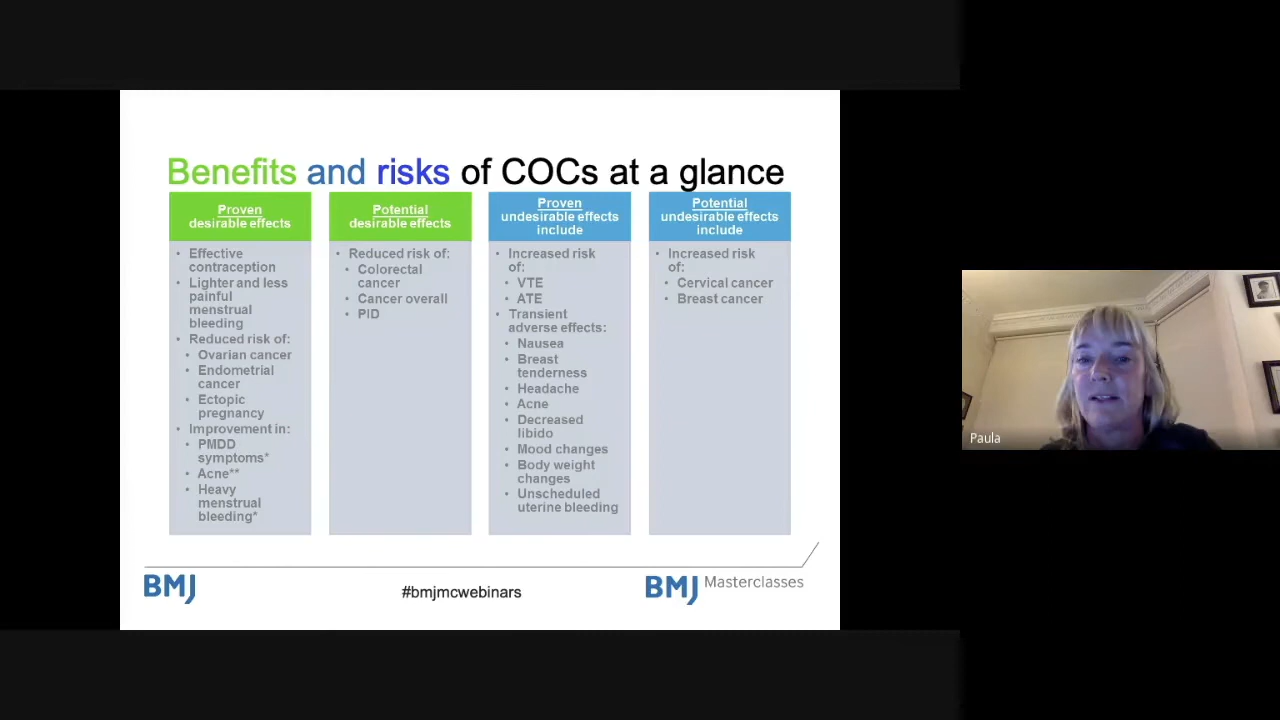 Benefits and risks of COCs at a glance
Proven
desirable effects
• Effective
contraception
• Lighter and less
painful
menstrual
bleeding
• Reduced risk of:
• Ovarian cancer
• Endometrial
cancer
• Ectopic
pregnancy
• Improvement in:
• PMDD
symptoms*
• Acne**
• Heavy
menstrual
bleeding*
Potential
desirable effects
• Reduced risk of:
• Colorectal
cancer
• Cancer overall
• PID
Proven
undesirable effects
include
• Increased risk
of:
• VTE
• ATE
• Transient
adverse effects:
• Nausea
• Breast
tenderness
• Headache
• Acne
• Decreased
libido
• Mood changes
• Body weight
changes
• Unscheduled
uterine bleeding
Potential
undesirable effects
include
• Increased risk
of:
• Cervical cancer
• Breast cancer
BMJ
#bmjmcwebinars
BMJ Masterclasses
Paula